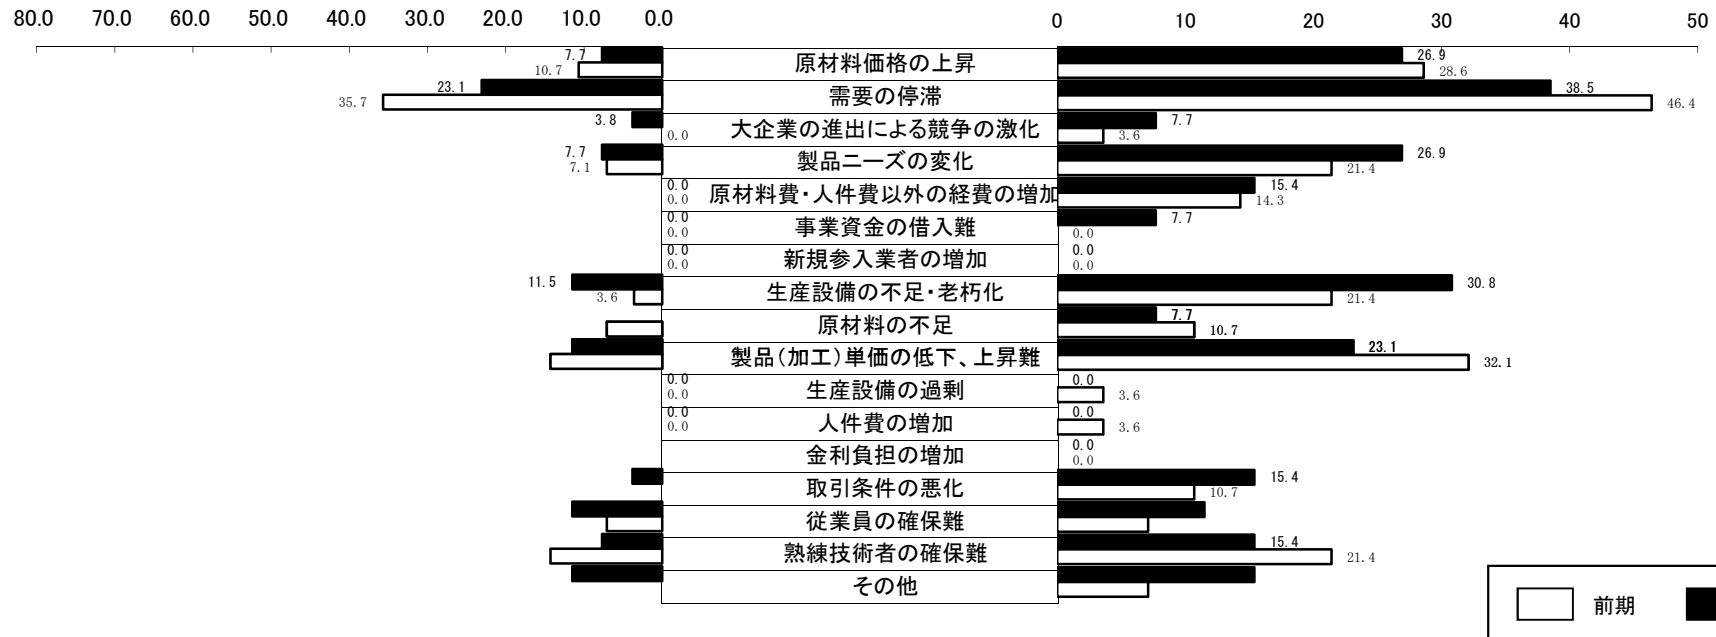 80.0 70.0 60.0 50.0 40.0 30.0 20.0 10.0 0.0 0 10 20 30 40 50
7.7 原材料価格の上昇 26.9
10.7 28.6
23.1 需要の停滞 38.5
35.7 46.4
3.8 大企業の進出による競争の激化 7.7
0.0 3.6
7.7 製品ニーズの変化 26.9
7.1 21.4
0.0 原材料費・人件費以外の経費の増加 15.4
0.0 14.3
0.0 事業資金の借入難 7.7
0.0 0.0
0.0 新規参入業者の増加 0.0
0.0 0.0
11.5 生産設備の不足・老朽化 30.8
3.6 21.4
原材料の不足 7.7
10.7
製品(加工)単価の低下、上昇難 23.1
32.1
0.0 生産設備の過剰 0.0
0.0 3.6
0.0 人件費の増加 0.0
0.0 3.6
金利負担の増加 0.0
0.0
取引条件の悪化 15.4
10.7
従業員の確保難
熟練技術者の確保難 15.4
21.4
その他
前期